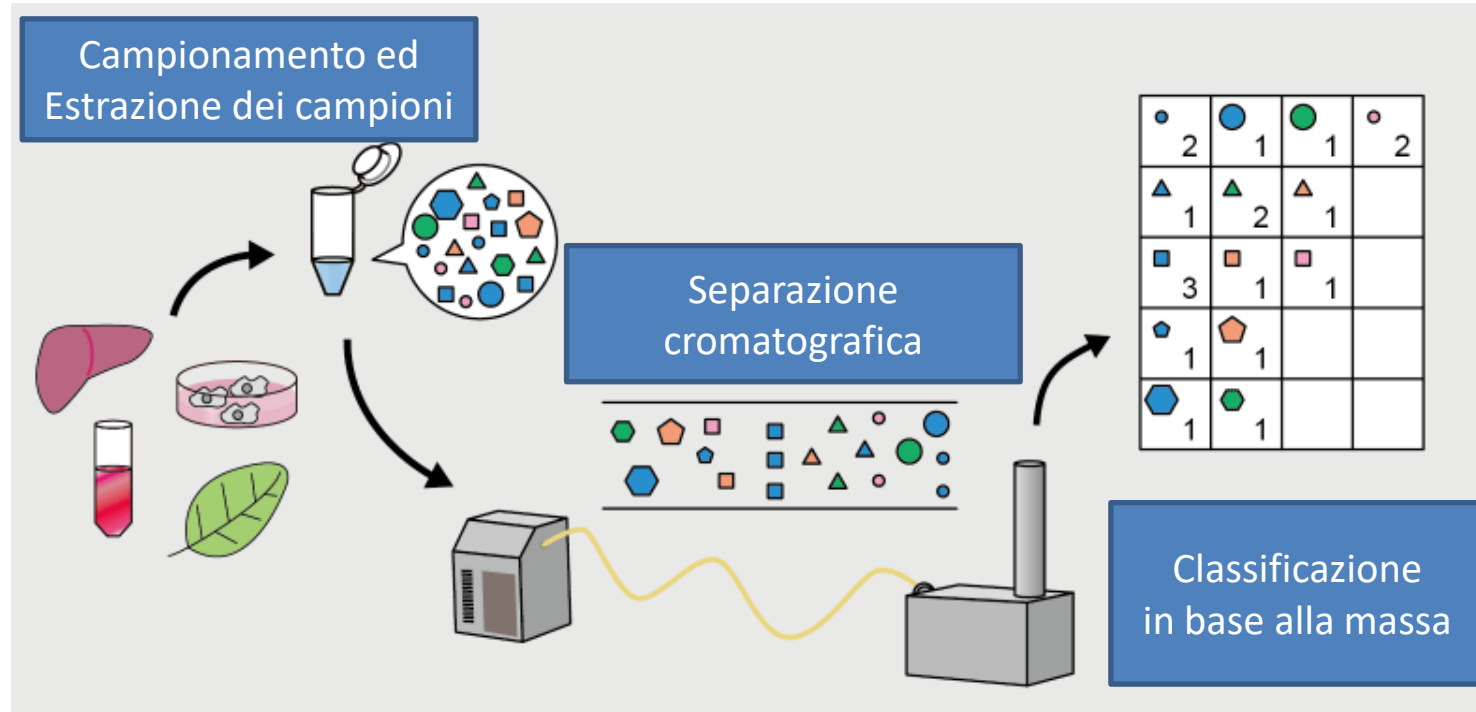 Campionamento ed
Estrazione dei campioni
Separazione
cromatografica
Classificazione
in base alla massa
2 1 1 2
1 2 1
3 1 1
1 1
1 1